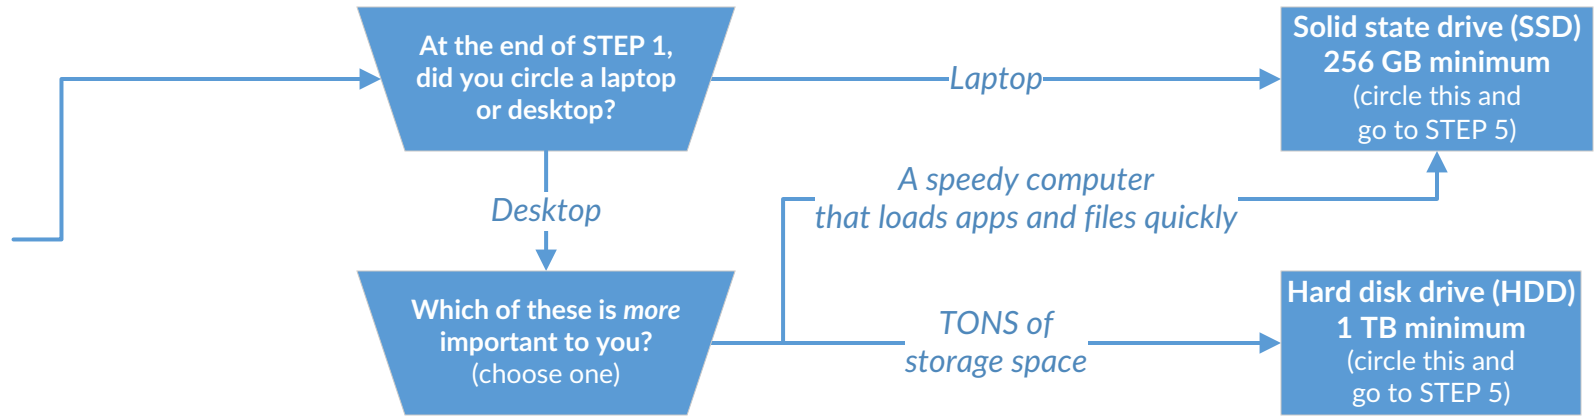 At the end of STEP 1,
did you circle a laptop
or desktop?
Laptop
Solid state drive (SSD)
256 GB minimum
(circle this and
go to STEP 5)
Desktop
A speedy computer
that loads apps and files quickly
Which of these is more
important to you?
(choose one)
TONS of
storage space
Hard disk drive (HDD)
1 TB minimum
(circle this and
go to STEP 5)